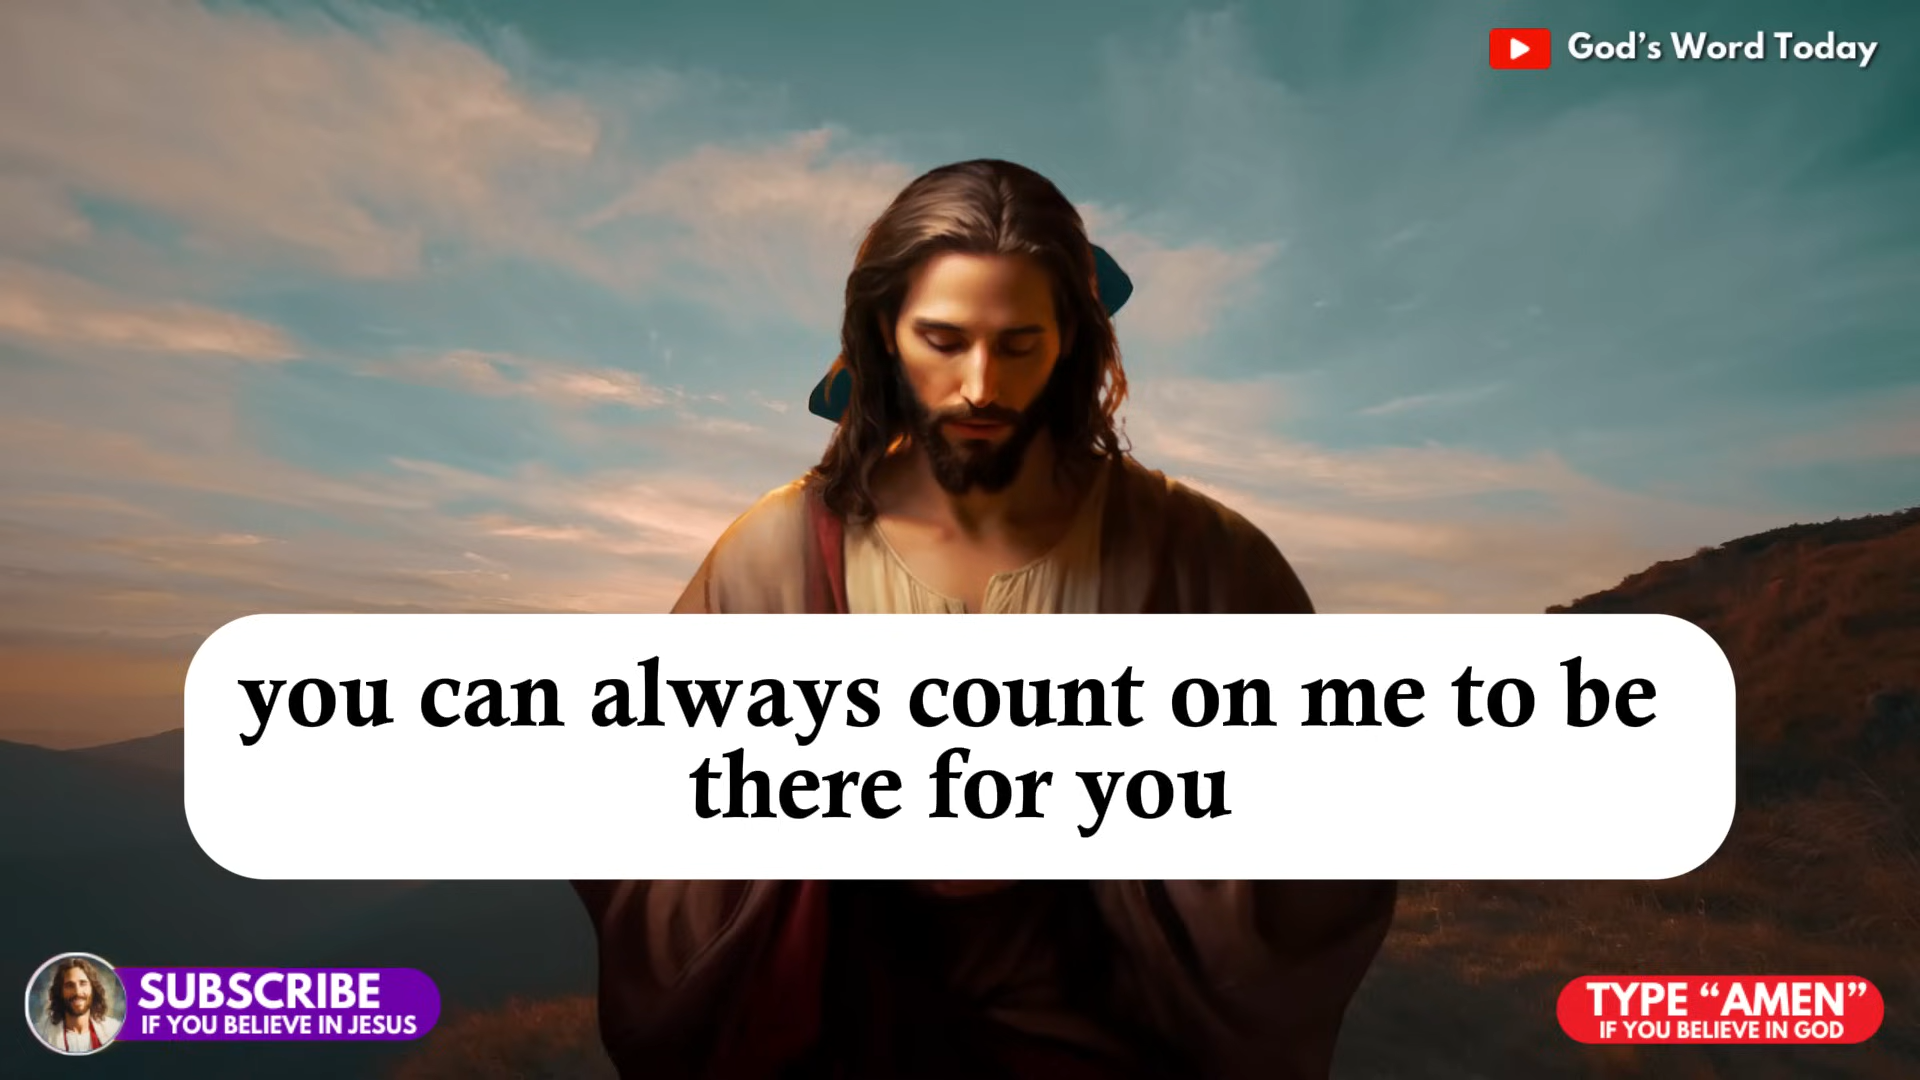 God’s Word Today
you can always count on me to be
there for you
SUBSCRIBE
IF YOU BELIEVE IN JESUS
TYPE “AMEN”
IF YOU BELIEVE IN GOD